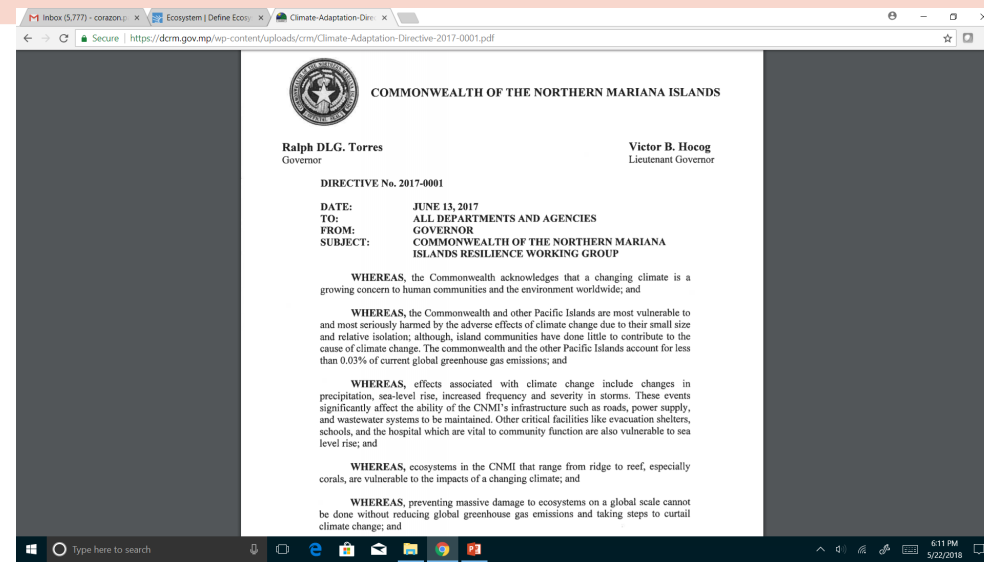 Inbox (5,777) - corazon.p
Ecosystem | Define Ecosy
Climate-Adaptation-Dire
Secure | https://dcrm.gov.mp/wp-content/uploads/crm/Climate-Adaptation-Directive-2017-0001.pdf
COMMONWEALTH OF THE NORTHERN MARIANA ISLANDS
Ralph DLG. Torres
Governor
Victor B. Hocog
Lieutenant Governor
DIRECTIVE No. 2017-0001
DATE: JUNE 13, 2017
TO: ALL DEPARTMENTS AND AGENCIES
FROM: GOVERNOR
SUBJECT: COMMONWEALTH OF THE NORTHERN MARIANA
ISLANDS RESILIENCE WORKING GROUP
WHEREAS, the Commonwealth acknowledges that a changing climate is a
growing concern to human communities and the environment worldwide; and
WHEREAS, the Commonwealth and other Pacific Islands are most vulnerable to
and most seriously harmed by the adverse effects of climate change due to their small size
and relative isolation; although, island communities have done little to contribute to the
cause of climate change. The commonwealth and the other Pacific Islands account for less
than 0.03% of current global greenhouse gas emissions; and
WHEREAS, effects associated with climate change include changes in
precipitation, sea-level rise, increased frequency and severity in storms. These events
significantly affect the ability of the CNMI's infrastructure such as roads, power supply,
and wastewater systems to be maintained. Other critical facilities like evacuation shelters,
schools, and the hospital which are vital to community function are also vulnerable to sea
level rise; and
WHEREAS, ecosystems in the CNMI that range from ridge to reef, especially
corals, are vulnerable to the impacts of a changing climate; and
WHEREAS, preventing massive damage to ecosystems on a global scale cannot
be done without reducing global greenhouse gas emissions and taking steps to curtail
climate change; and
Type here to search
6:11 PM
5/22/2018